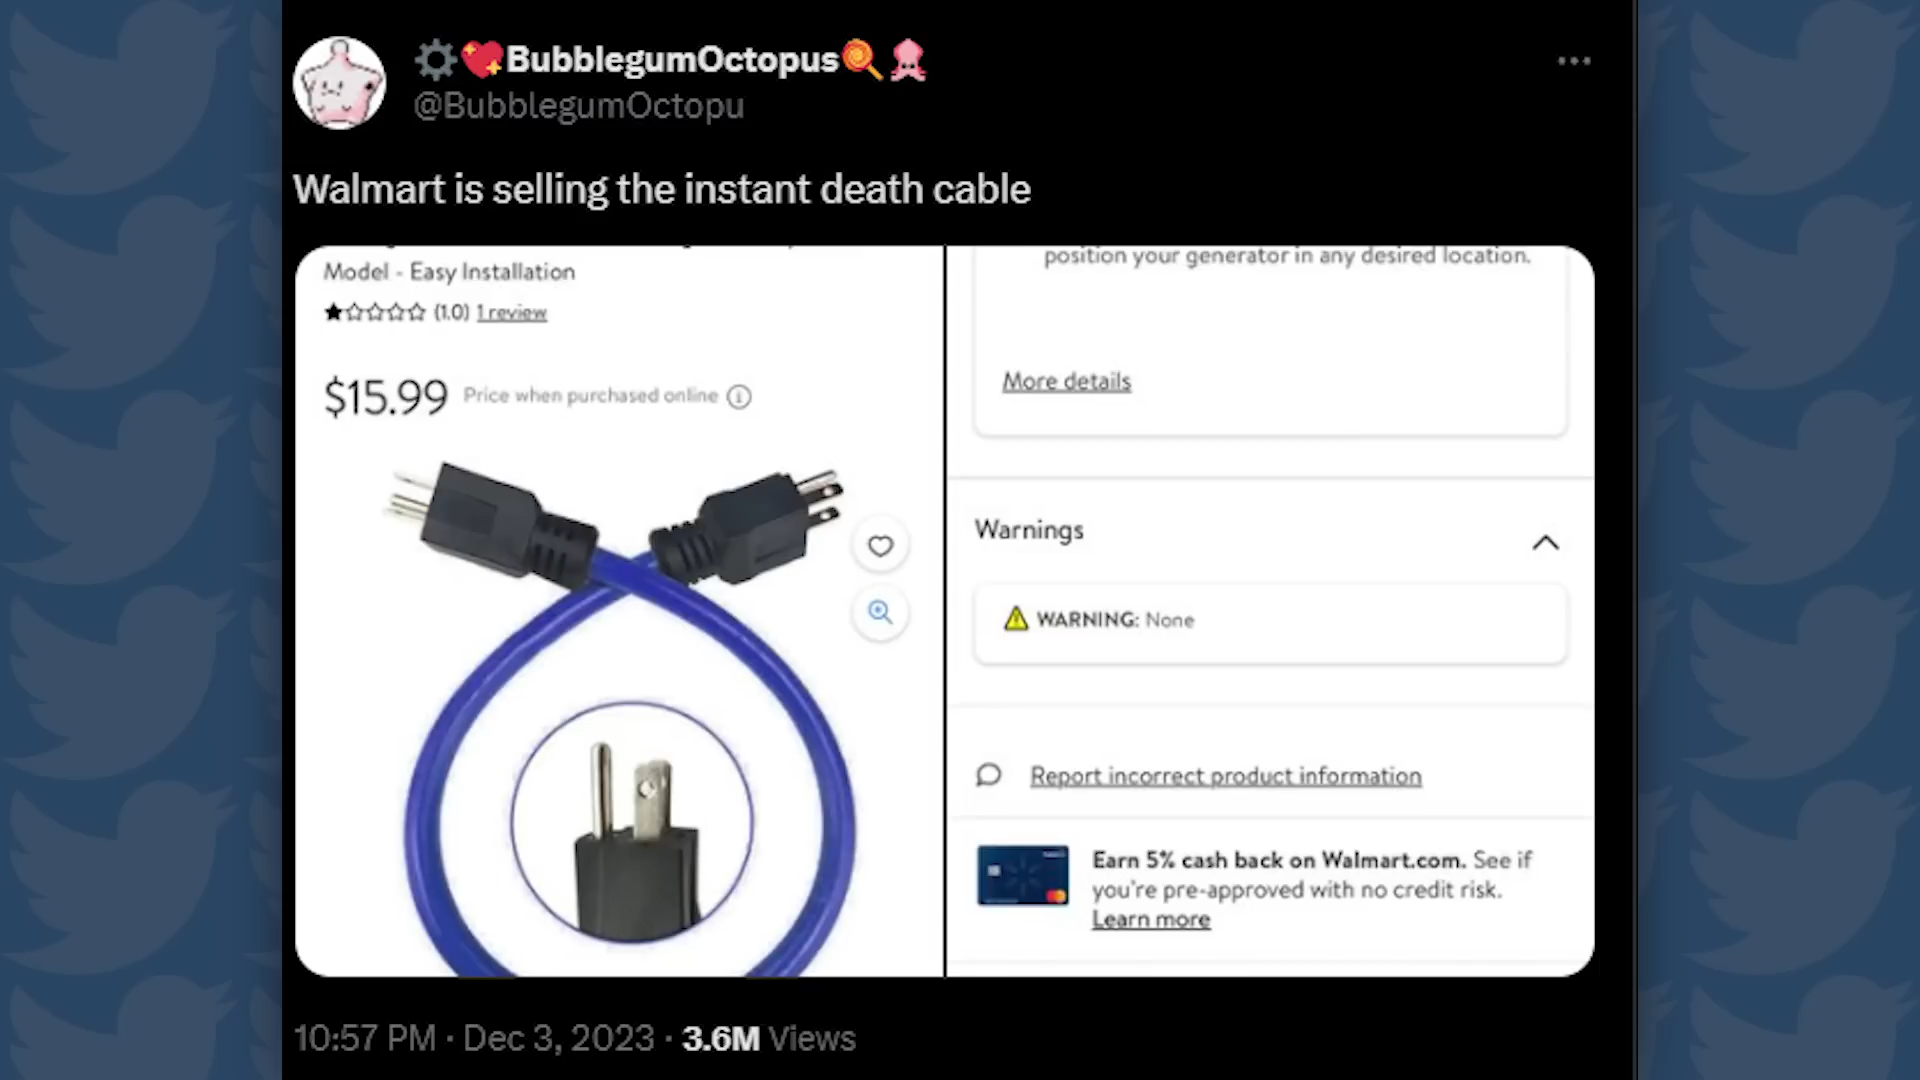 BubblegumOctopus
@BubblegumOctopu
Walmart is selling the instant death cable
Model - Easy Installation
(1.0) 1 review
$15.99 Price when purchased online
position your generator in any desired location.
More details
Warnings
WARNING: None
Report incorrect product information
Earn 5% cash back on Walmart.com. See if
you're pre-approved with no credit risk.
Learn more
10:57 PM · Dec 3, 2023 · 3.6M Views